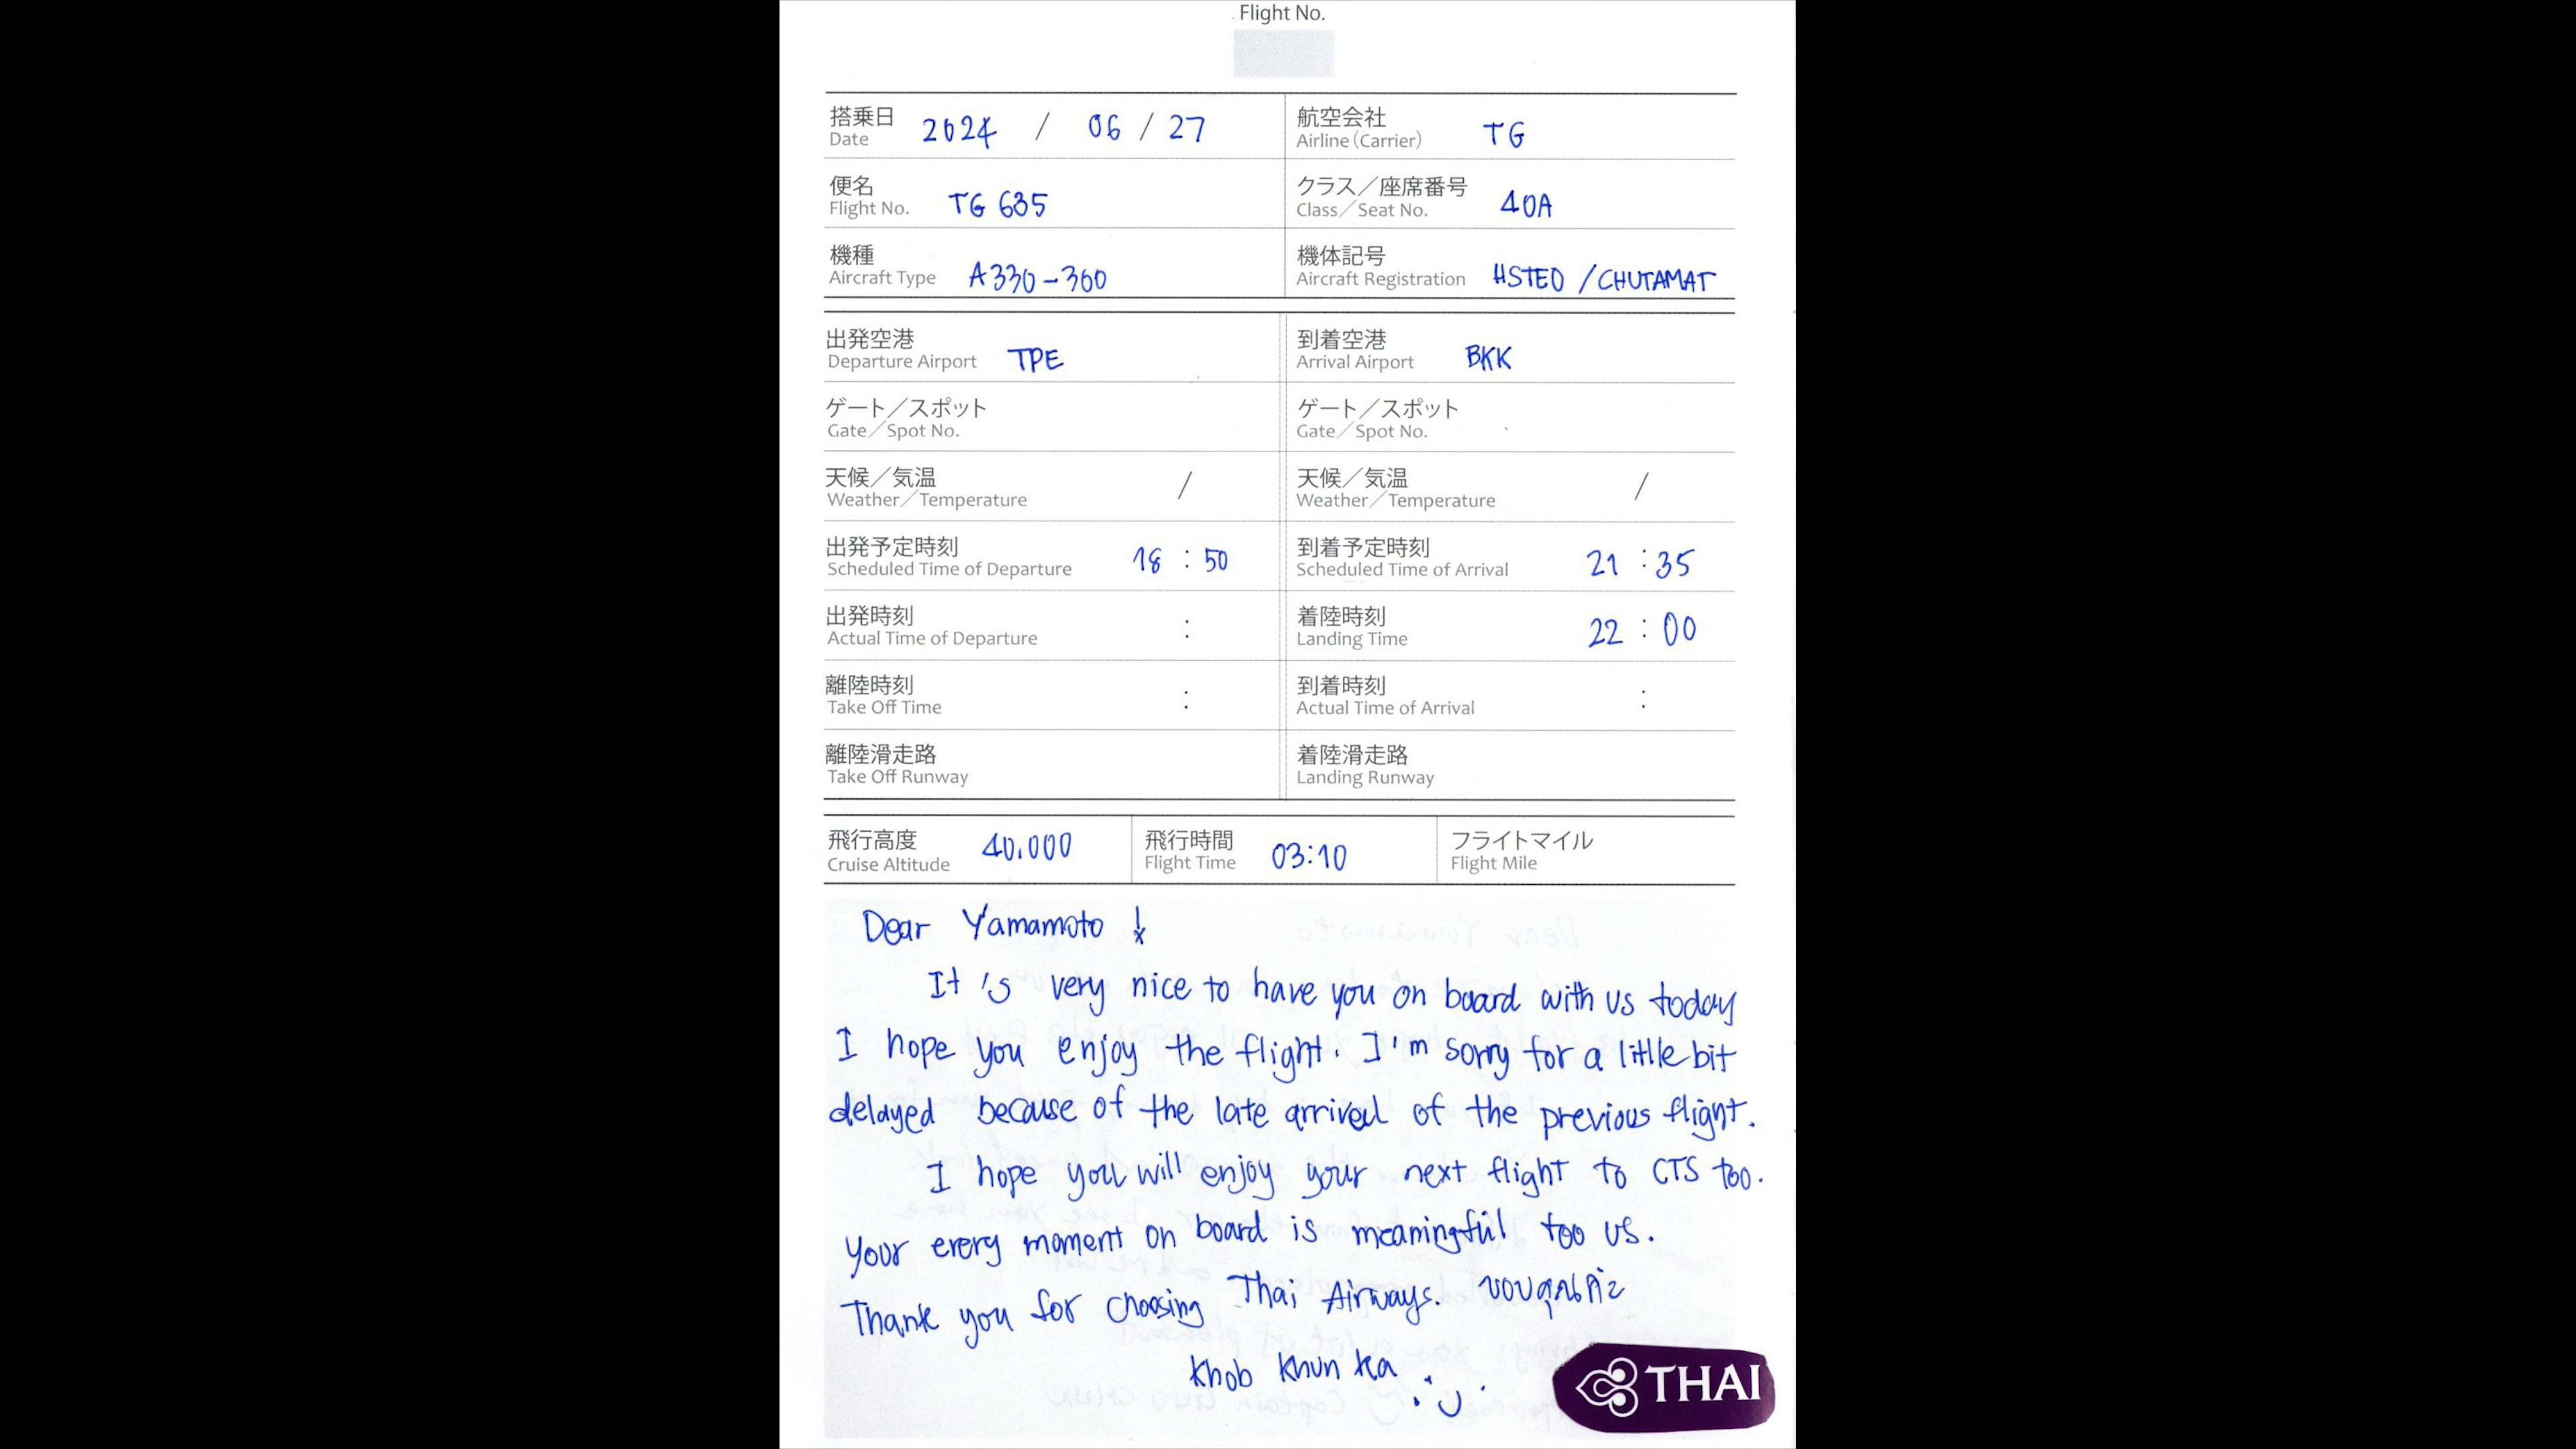 Flight No.
搭乗日 2024 / 06 / 27 航空会社 TG
Date Airline(Carrier)
便名 TG 635 クラス／座席番号 40A
Flight No. Class／Seat No.
機種 A330-300 機体記号 HSTEO / CHUTAMAT
Aircraft Type Aircraft Registration
出発空港 TPE 到着空港 BKK
Departure Airport Arrival Airport
ゲート／スポット ゲート／スポット
Gate／Spot No. Gate／Spot No.
天候／気温 / 天候／気温 /
Weather／Temperature Weather／Temperature
出発予定時刻 18 : 50 到着予定時刻 21 : 35
Scheduled Time of Departure Scheduled Time of Arrival
出発時刻 : 着陸時刻 22 : 00
Actual Time of Departure Landing Time
離陸時刻 : 到着時刻 :
Take Off Time Actual Time of Arrival
離陸滑走路 着陸滑走路
Take Off Runway Landing Runway
飛行高度 40,000 飛行時間 03:10 フライトマイル
Cruise Altitude Flight Time Flight Mile
Dear Yamamoto !
It 's very nice to have you on board with us today
I hope you enjoy the flight. I'm sorry for a little bit
delayed because of the late arrived of the previous flight.
I hope you will enjoy your next flight to CTS too.
Your every moment on board is meaningful too us.
Thank you for choosing Thai Airways. ขอบคุณค่ะ
Khob Khun ka
THAI